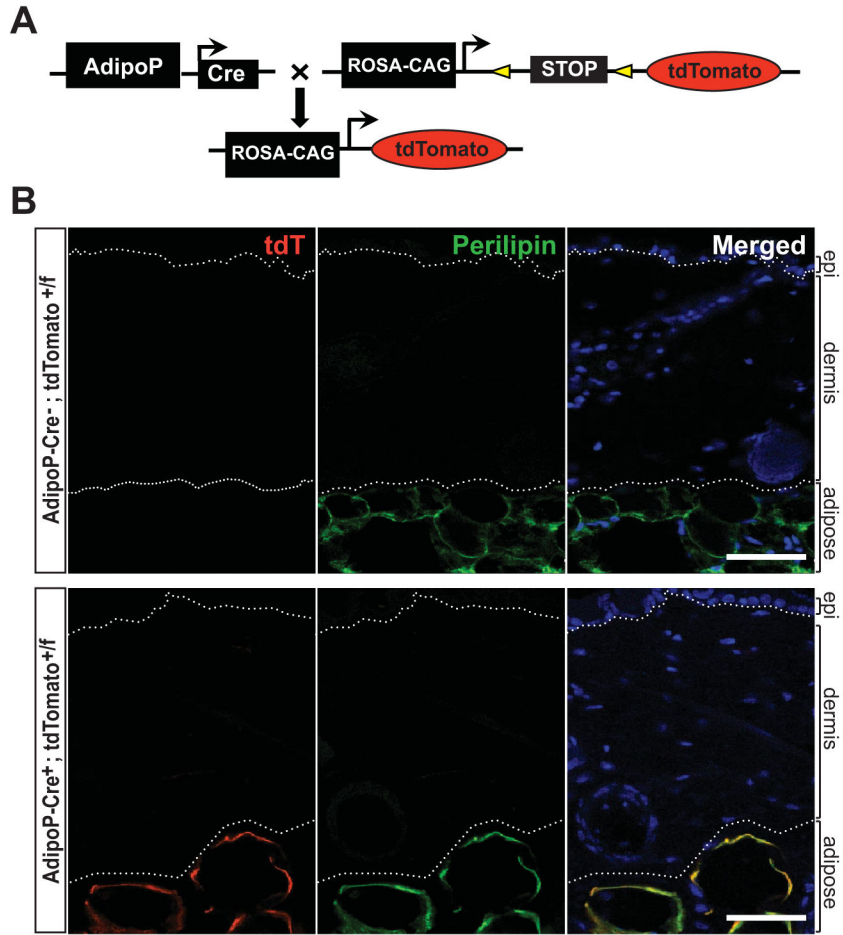 A
AdipoP Cre × ROSA-CAG STOP tdTomato
ROSA-CAG tdTomato
B
AdipoP-Cre- ; tdTomato +/f
tdT Perilipin Merged
epi
dermis
adipose
AdipoP-Cre+; tdTomato+/f
epi
dermis
adipose